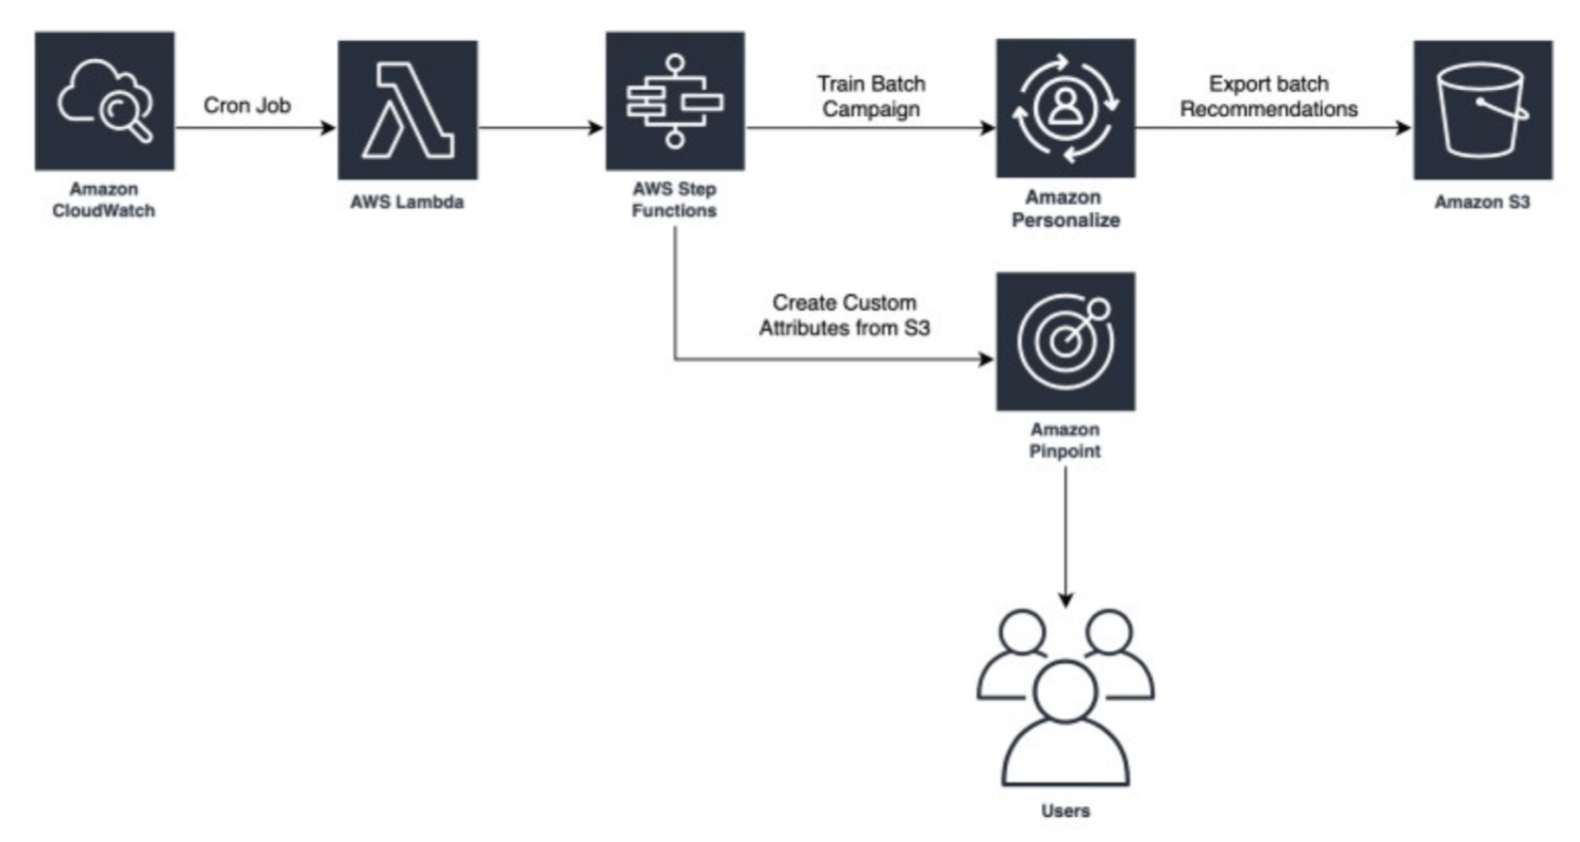 Cron Job
Train Batch
Campaign
Export batch
Recommendations
Amazon
CloudWatch
AWS Lambda
AWS Step
Functions
Amazon
Personalize
Amazon S3
Create Custom
Attributes from S3
Amazon
Pinpoint
Users